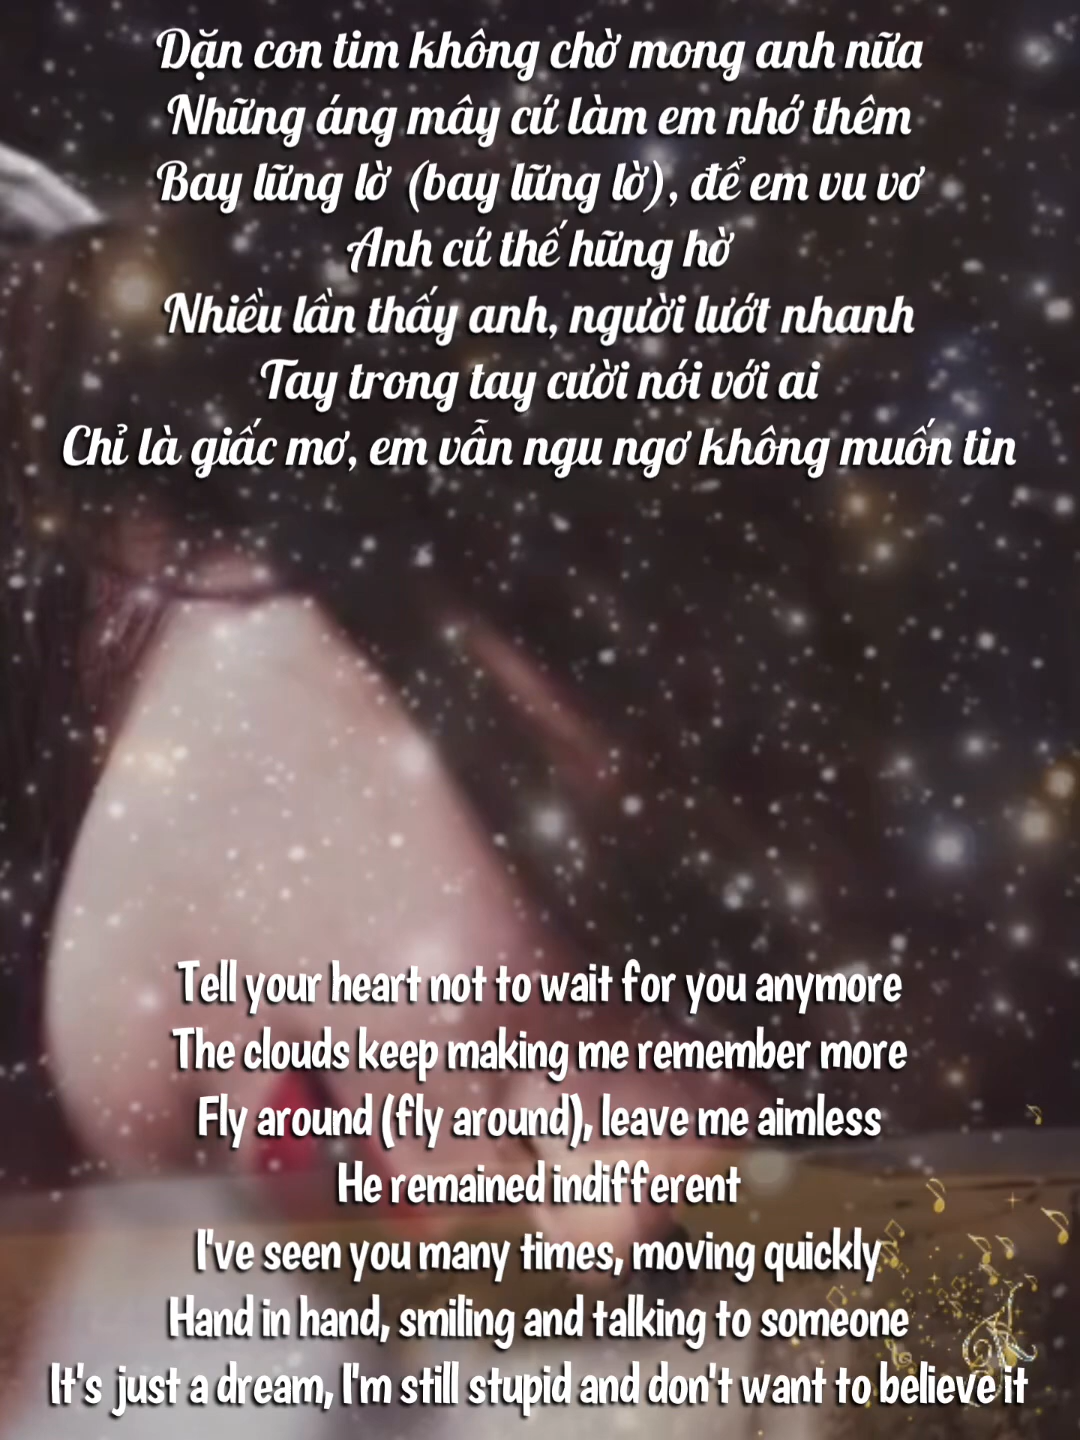 Dặn con tim không chờ mong anh nữa
Những áng mây cứ làm em nhớ thêm
Bay lững lờ (bay lững lờ), để em vu vơ
Anh cứ thế hững hờ
Nhiều lần thấy anh, người lướt nhanh
Tay trong tay cười nói với ai
Chỉ là giấc mơ, em vẫn ngu ngơ không muốn tin
Tell your heart not to wait for you anymore
The clouds keep making me remember more
Fly around (fly around), leave me aimless
He remained indifferent
I've seen you many times, moving quickly
Hand in hand, smiling and talking to someone
It's just a dream, I'm still stupid and don't want to believe it